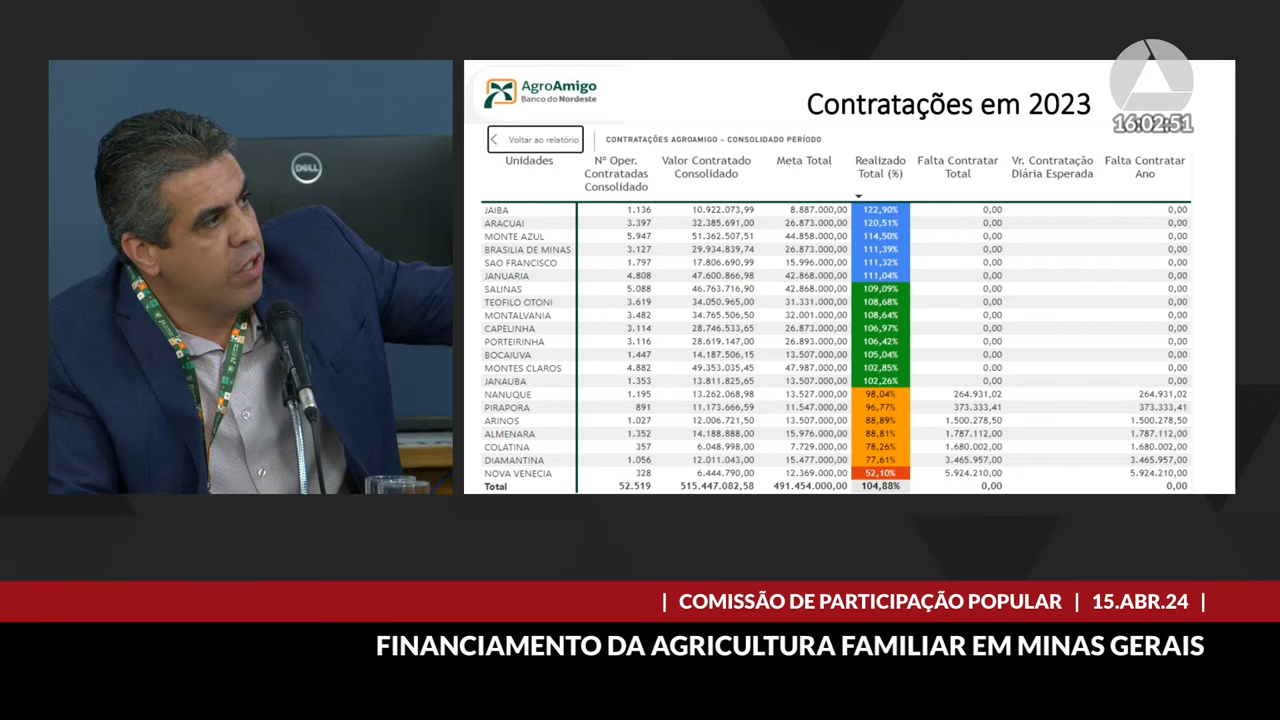 DELL
AgroAmigo
Banco do Nordeste
Contratações em 2023
16:02:51
Voltar ao relatório
CONTRATAÇÕES AGROAMIGO – CONSOLIDADO PERÍODO
Unidades Nº Oper. Contratadas Consolidado Valor Contratado Consolidado Meta Total Realizado Total (%) Falta Contratar Total Vr. Contratação Diária Esperada Falta Contratar Ano
JAIBA 1.136 10.922.073,99 8.887.000,00 122,90% 0,00 0,00
ARACUAI 3.397 32.385.691,00 26.873.000,00 120,51% 0,00 0,00
MONTE AZUL 5.947 51.362.507,51 44.858.000,00 114,50% 0,00 0,00
BRASILIA DE MINAS 3.127 29.934.839,74 26.873.000,00 111,39% 0,00 0,00
SAO FRANCISCO 1.797 17.806.690,99 15.996.000,00 111,32% 0,00 0,00
JANUARIA 4.808 47.600.866,98 42.868.000,00 111,04% 0,00 0,00
SALINAS 5.088 46.763.716,90 42.868.000,00 109,09% 0,00 0,00
TEOFILO OTONI 3.619 34.050.965,00 31.331.000,00 108,68% 0,00 0,00
MONTALVANIA 3.482 34.765.506,50 32.001.000,00 108,64% 0,00 0,00
CAPELINHA 3.114 28.746.533,65 26.873.000,00 106,97% 0,00 0,00
PORTEIRINHA 3.116 28.619.147,00 26.893.000,00 106,42% 0,00 0,00
BOCAIUVA 1.447 14.187.506,15 13.507.000,00 105,04% 0,00 0,00
MONTES CLAROS 4.882 49.353.035,45 47.987.000,00 102,85% 0,00 0,00
JANAUBA 1.353 13.811.825,65 13.507.000,00 102,26% 0,00 0,00
NANUQUE 1.195 13.262.068,98 13.527.000,00 98,04% 264.931,02 264.931,02
PIRAPORA 891 11.173.666,59 11.547.000,00 96,77% 373.333,41 373.333,41
ARINOS 1.027 12.006.721,50 13.507.000,00 88,89% 1.500.278,50 1.500.278,50
ALMENARA 1.352 14.188.888,00 15.976.000,00 88,81% 1.787.112,00 1.787.112,00
COLATINA 357 6.048.998,00 7.729.000,00 78,26% 1.680.002,00 1.680.002,00
DIAMANTINA 1.056 12.011.043,00 15.477.000,00 77,61% 3.465.957,00 3.465.957,00
NOVA VENECIA 328 6.444.790,00 12.369.000,00 52,10% 5.924.210,00 5.924.210,00
Total 52.519 515.447.082,58 491.454.000,00 104,88% 0,00 0,00
| COMISSÃO DE PARTICIPAÇÃO POPULAR | 15.ABR.24 |
FINANCIAMENTO DA AGRICULTURA FAMILIAR EM MINAS GERAIS